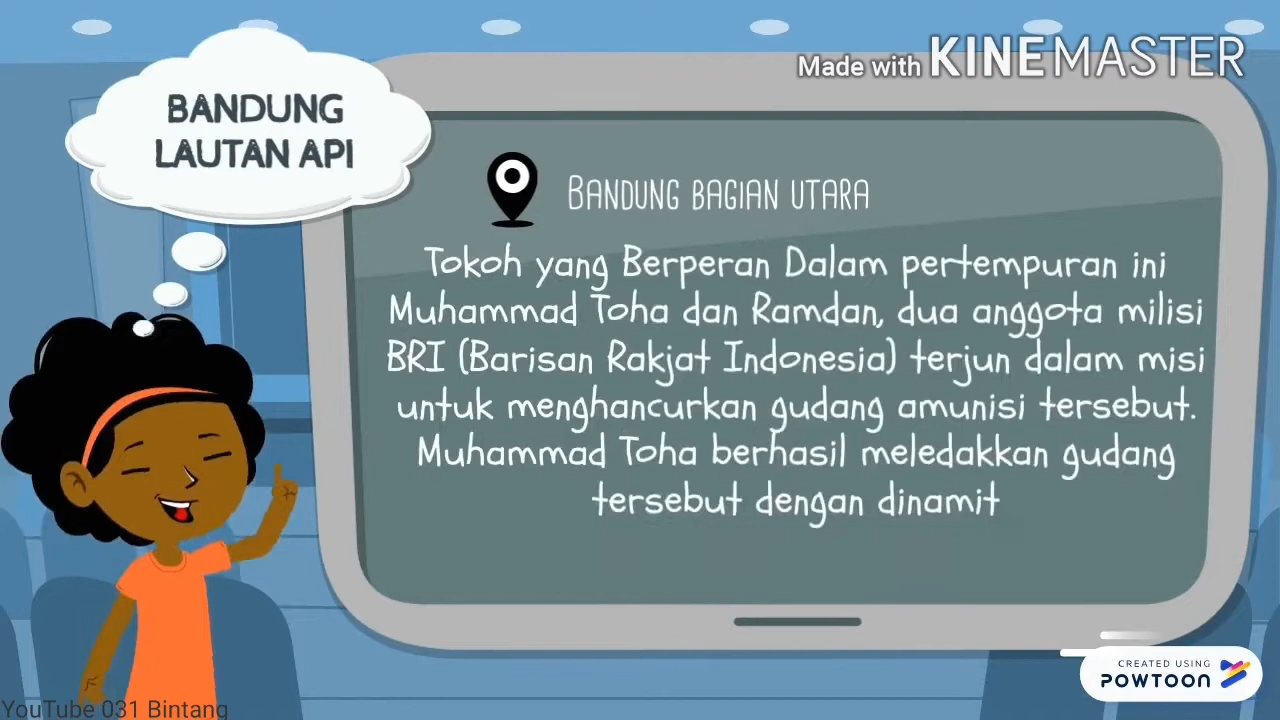 Made with KINEMASTER
BANDUNG
LAUTAN API
BANDUNG BAGIAN UTARA
Tokoh yang Berperan Dalam pertempuran ini
Muhammad Toha dan Ramdan, dua anggota milisi
BRI (Barisan Rakjat Indonesia) terjun dalam misi
untuk menghancurkan gudang amunisi tersebut.
Muhammad Toha berhasil meledakkan gudang
tersebut dengan dinamit
CREATED USING
POWTOON
YouTube 031 Bintang